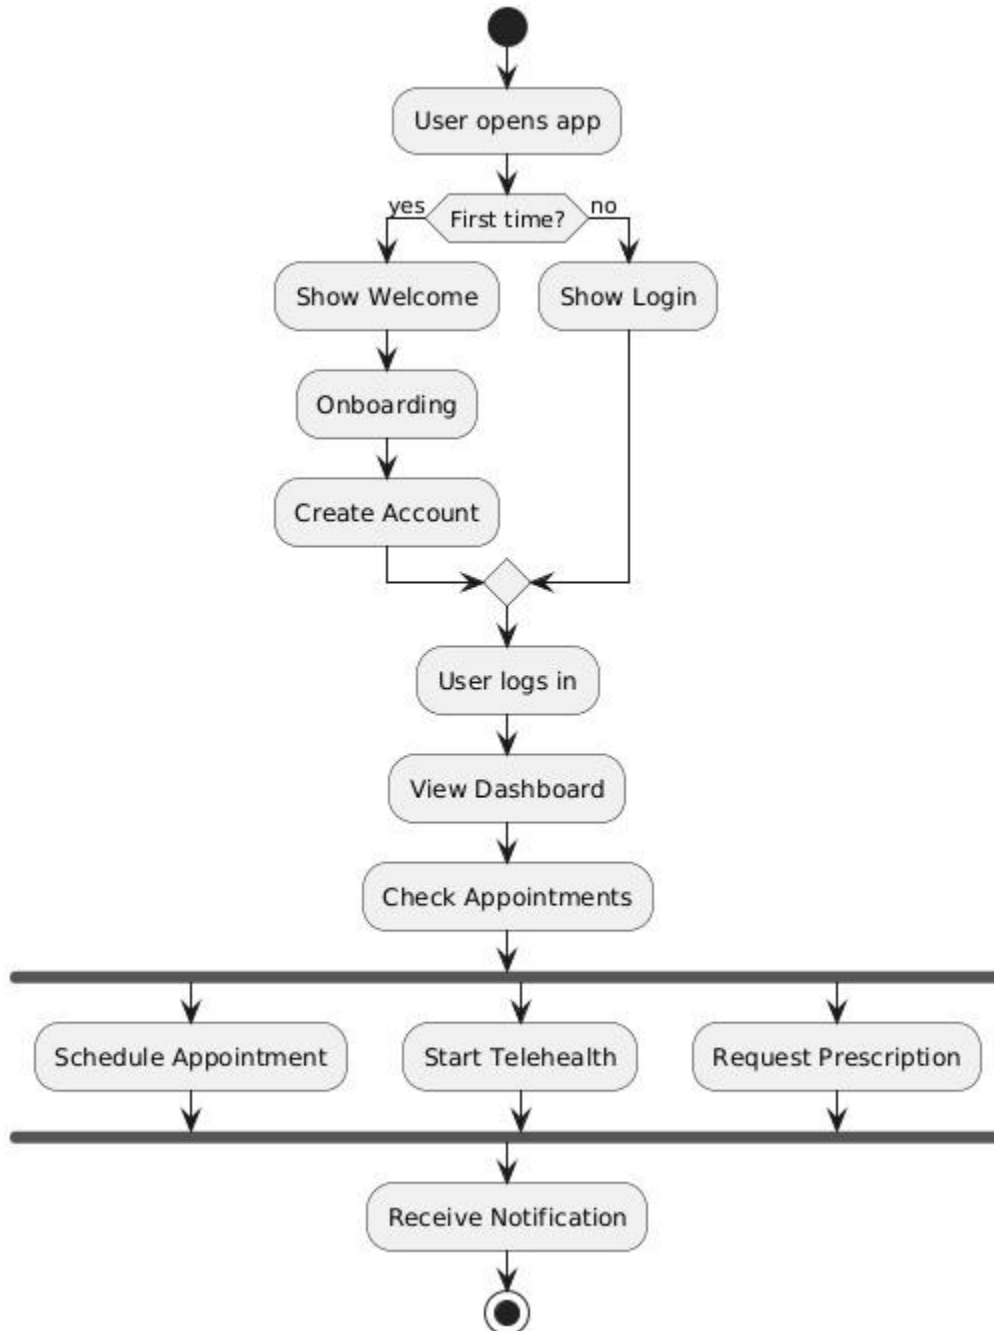 User opens app
yes
First time?
no
Show Welcome
Show Login
Onboarding
Create Account
User logs in
View Dashboard
Check Appointments
Schedule Appointment
Start Telehealth
Request Prescription
Receive Notification